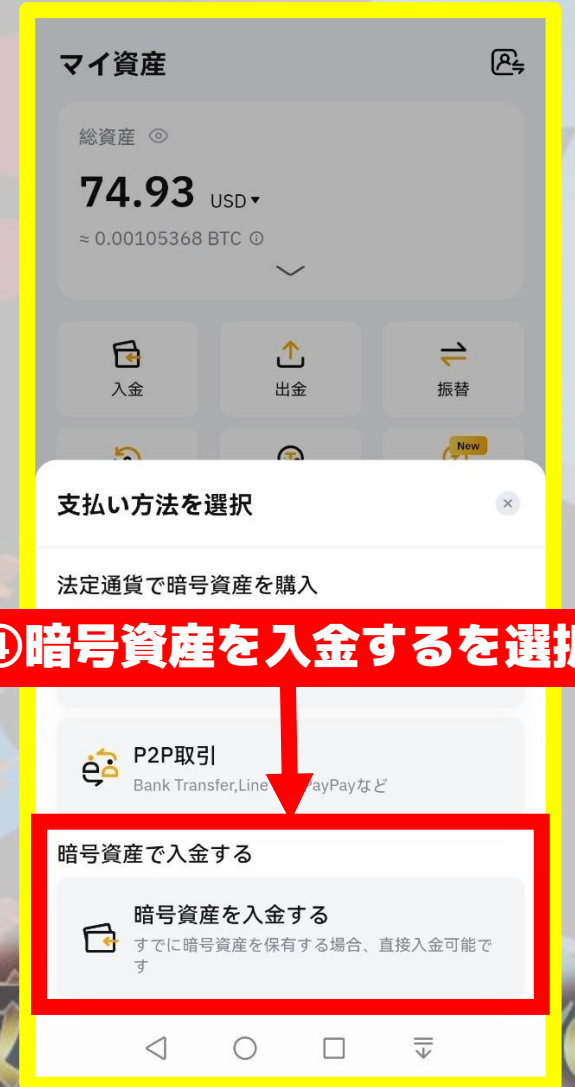 マイ資産
総資産
74.93 USD
≈ 0.00105368 BTC
入金
出金
振替
New
支払い方法を選択
法定通貨で暗号資産を購入
④暗号資産を入金するを選択
P2P取引
Bank Transfer,Line PayPayなど
暗号資産で入金する
暗号資産を入金する
すでに暗号資産を保有する場合、直接入金可能で
す